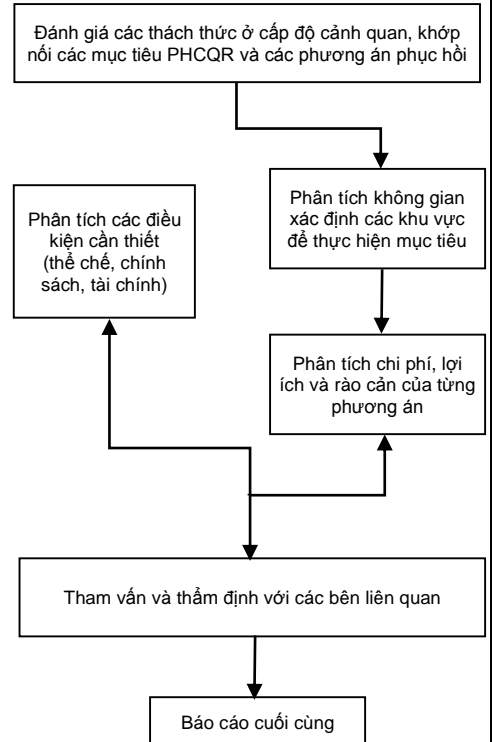 Đánh giá các thách thức ở cấp độ cảnh quan, khớp
nối các mục tiêu PHCQR và các phương án phục hồi
Phân tích các điều
kiện cần thiết
(thể chế, chính
sách, tài chính)
Phân tích không gian
xác định các khu vực
để thực hiện mục tiêu
Phân tích chi phí, lợi
ích và rào cản của từng
phương án
Tham vấn và thẩm định với các bên liên quan
Báo cáo cuối cùng